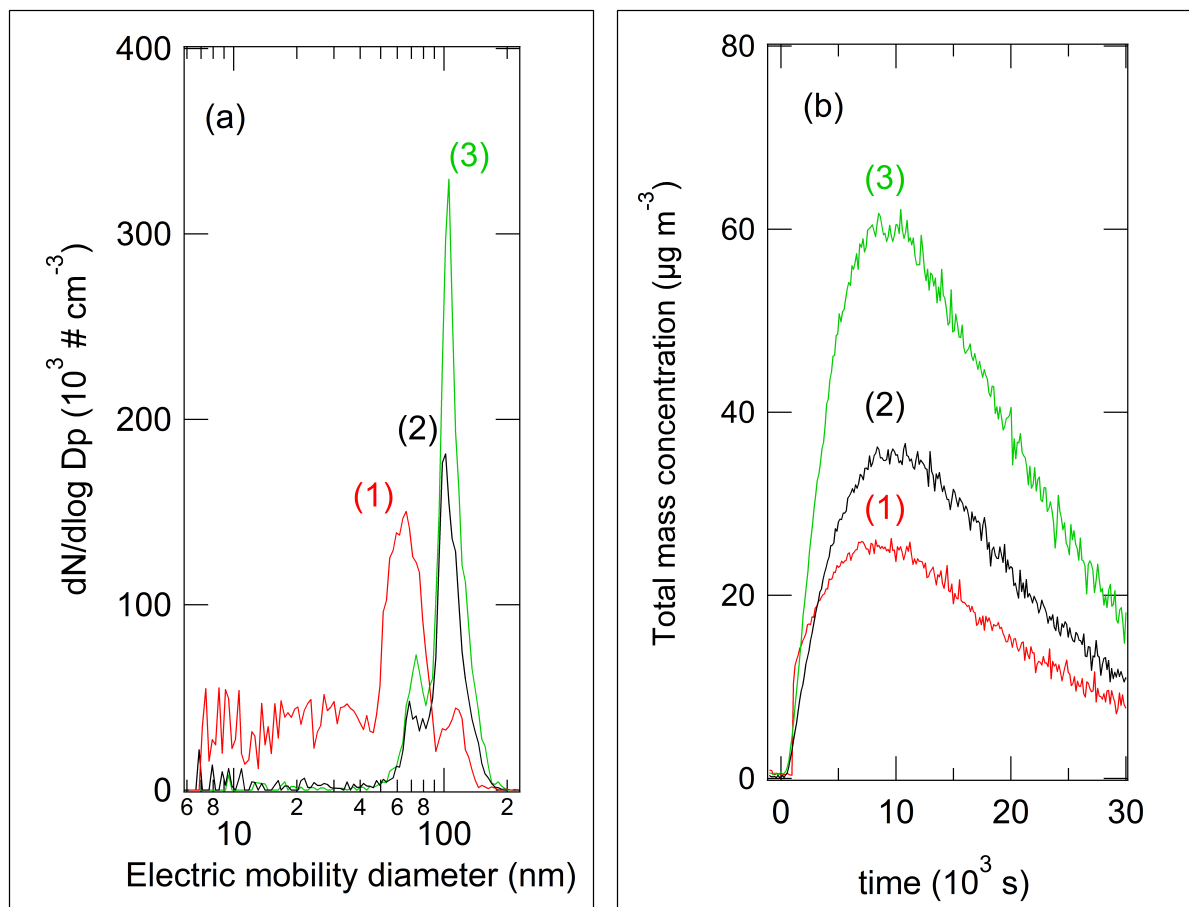 400
300
200
100
0
dN/dlog Dp (10³ # cm⁻³)
(a)
(3)
(2)
(1)
6 8 2 4 6 8 2
10 100
Electric mobility diameter (nm)
80
60
40
20
0
Total mass concentration (µg m⁻³)
(b)
(3)
(2)
(1)
0 10 20 30
time (10³ s)